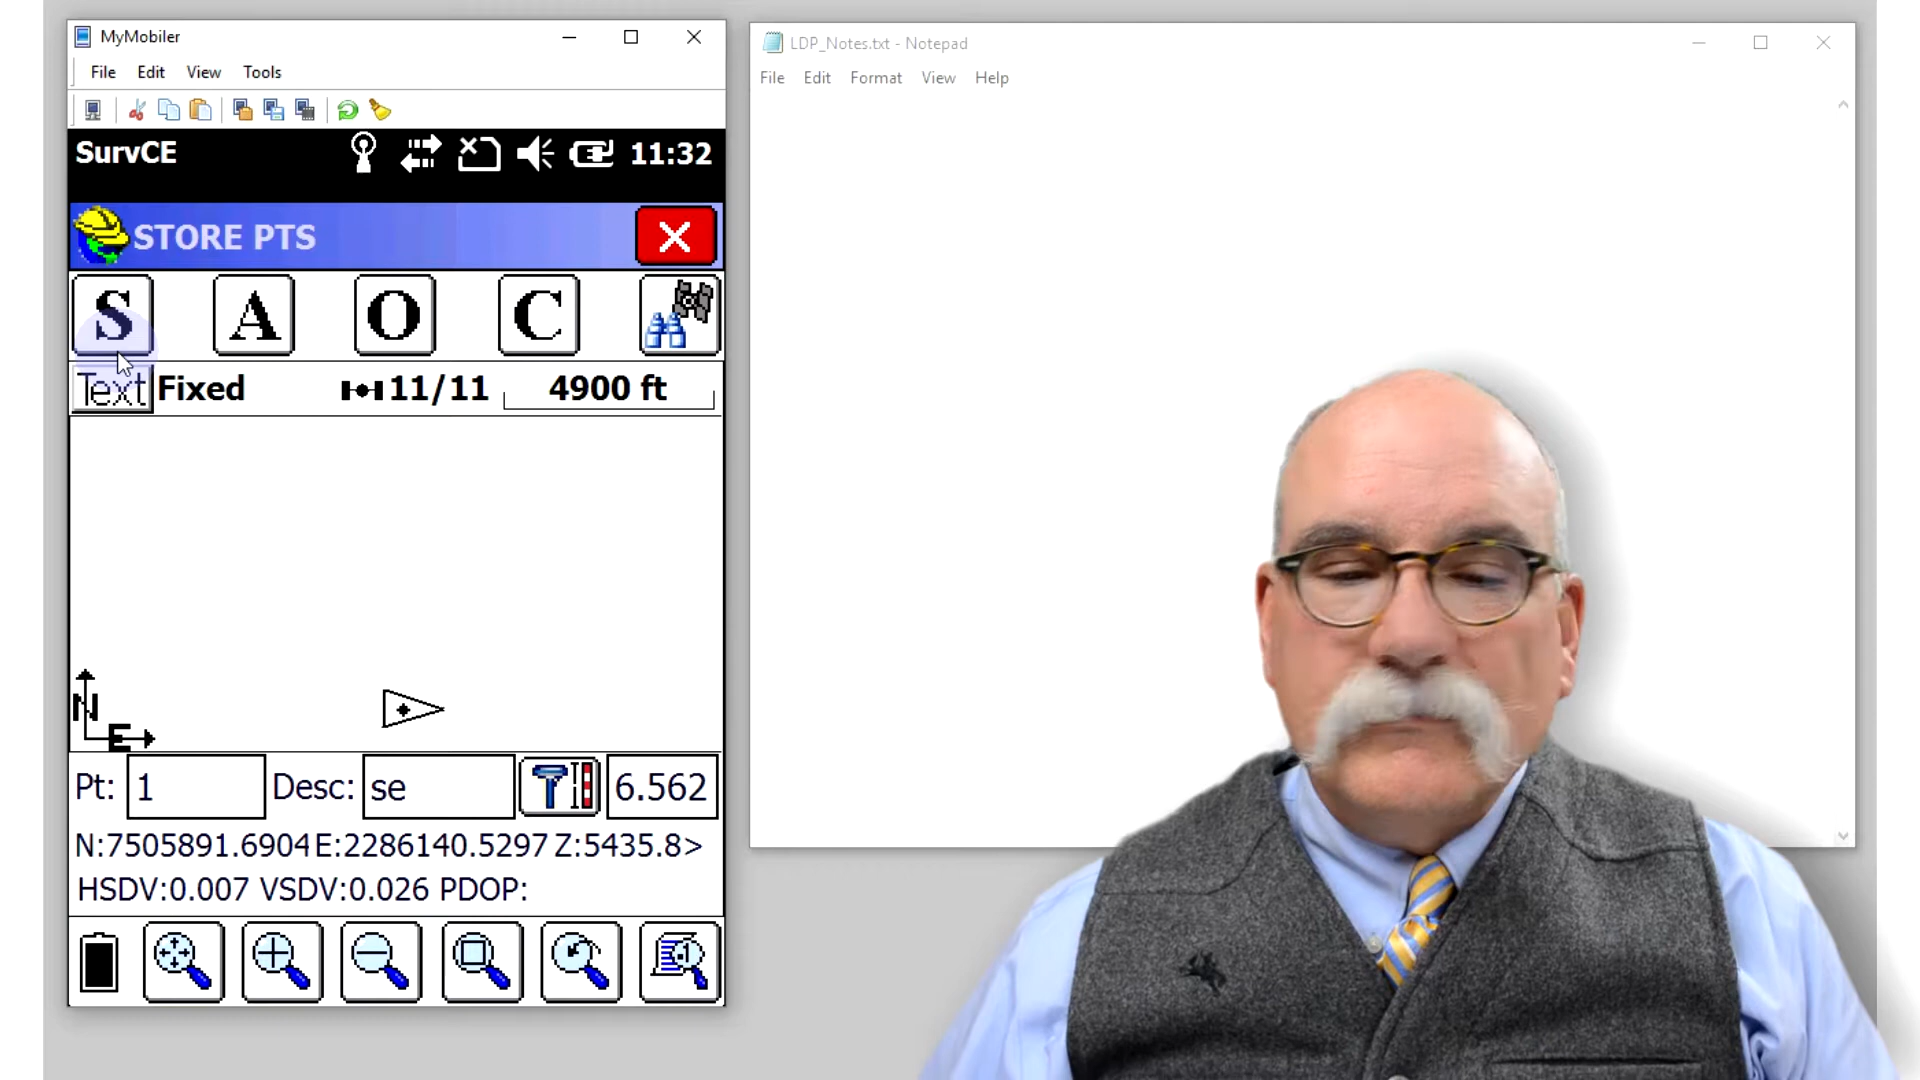 MyMobiler
File Edit View Tools
SurvCE 11:32
STORE PTS
S A O C
Text Fixed 11/11 4900 ft
N
E
Pt: 1 Desc: se 6.562
N:7505891.6904 E:2286140.5297 Z:5435.8>
HSDV:0.007 VSDV:0.026 PDOP:
LDP_Notes.txt - Notepad
File Edit Format View Help